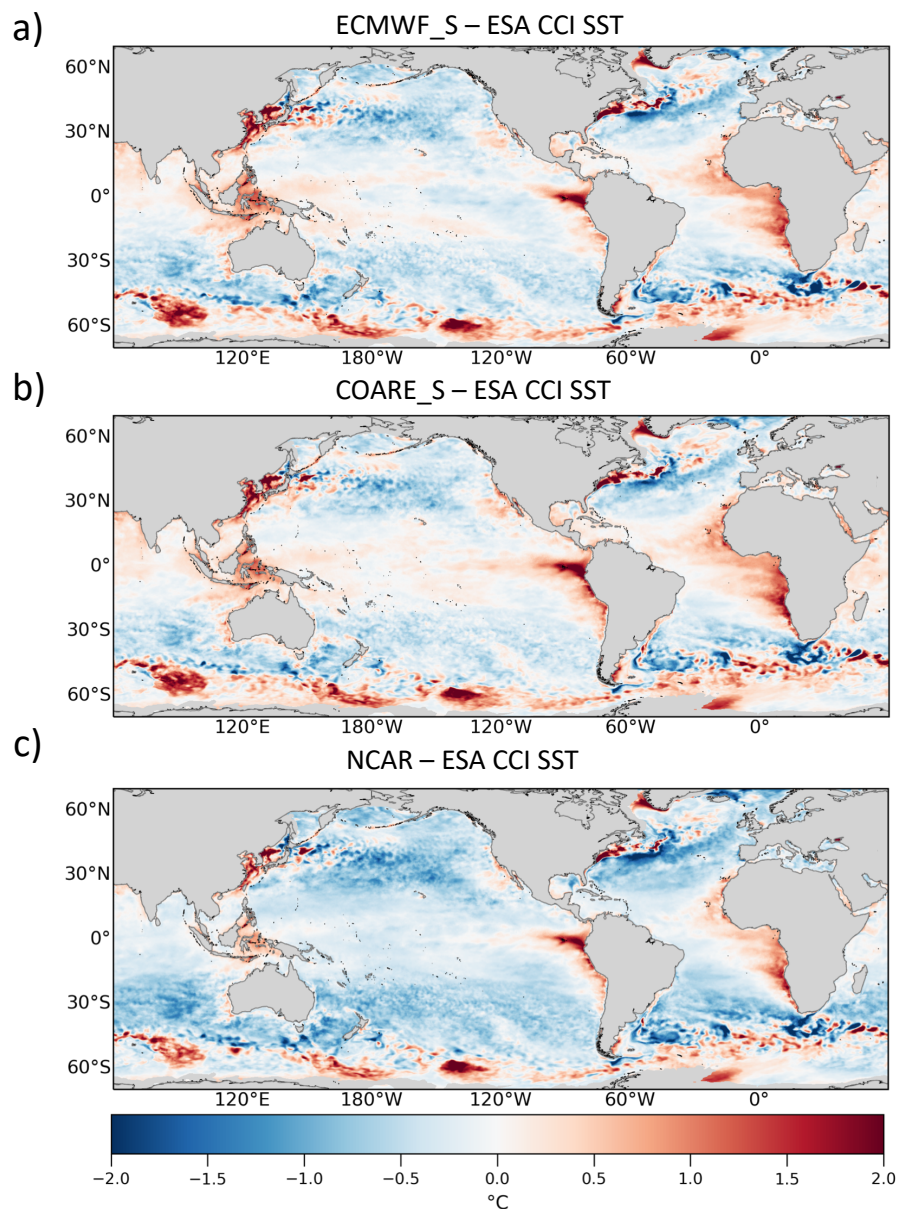 a)
ECMWF_S – ESA CCI SST
60°N
30°N
0°
30°S
60°S
120°E 180°W 120°W 60°W 0°
b)
COARE_S – ESA CCI SST
60°N
30°N
0°
30°S
60°S
120°E 180°W 120°W 60°W 0°
c)
NCAR – ESA CCI SST
60°N
30°N
0°
30°S
60°S
120°E 180°W 120°W 60°W 0°
−2.0 −1.5 −1.0 −0.5 0.0 0.5 1.0 1.5 2.0
°C